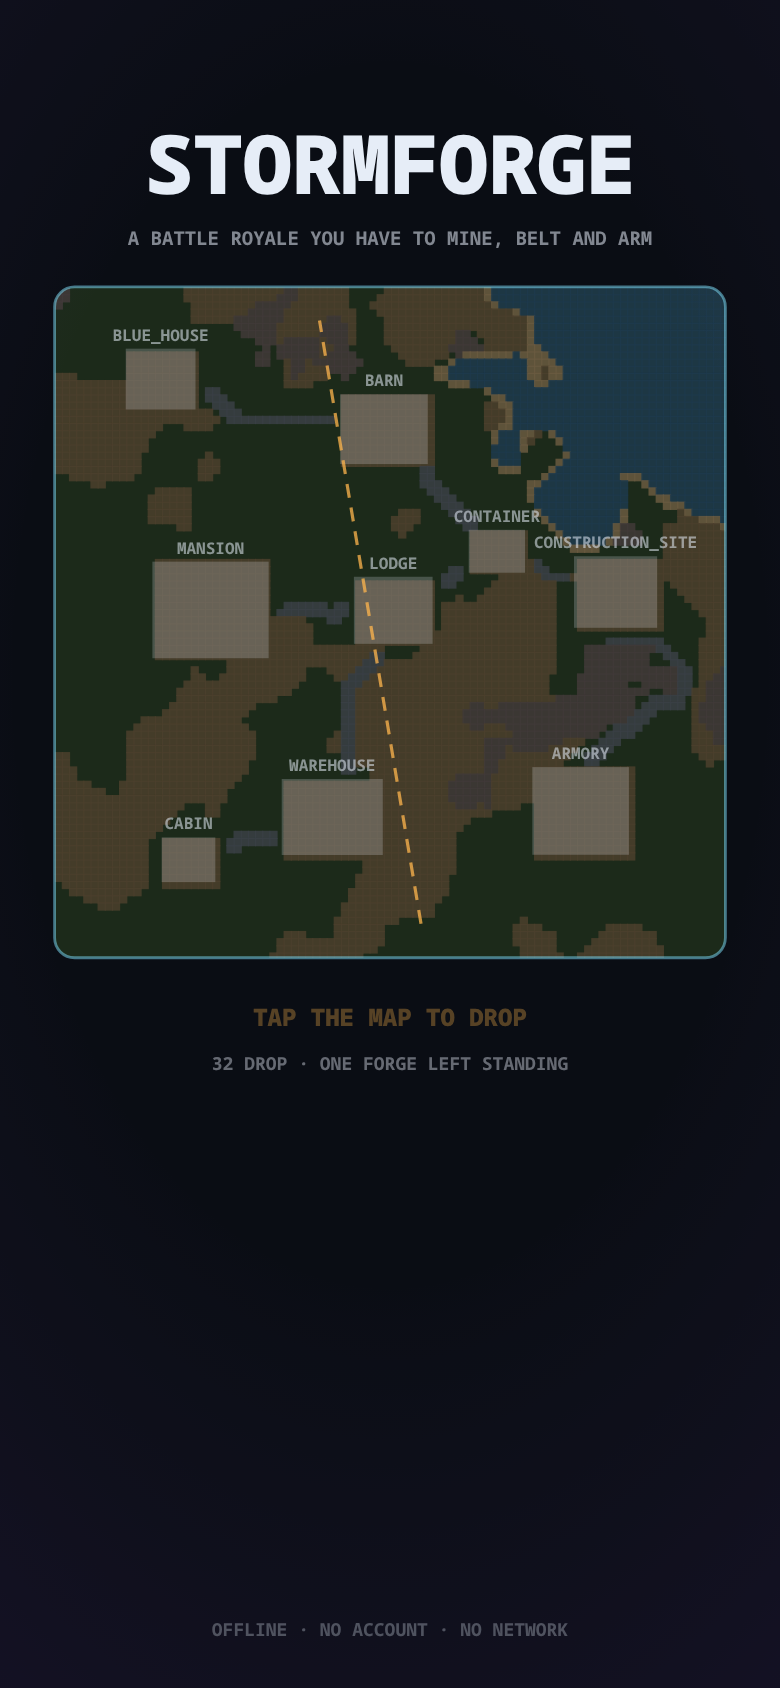 STORMFORGE
A BATTLE ROYALE YOU HAVE TO MINE, BELT AND ARM
BLUE_HOUSE
BARN
CONTAINER
CONSTRUCTION_SITE
MANSION
LODGE
ARMORY
WAREHOUSE
CABIN
TAP THE MAP TO DROP
32 DROP · ONE FORGE LEFT STANDING
OFFLINE · NO ACCOUNT · NO NETWORK